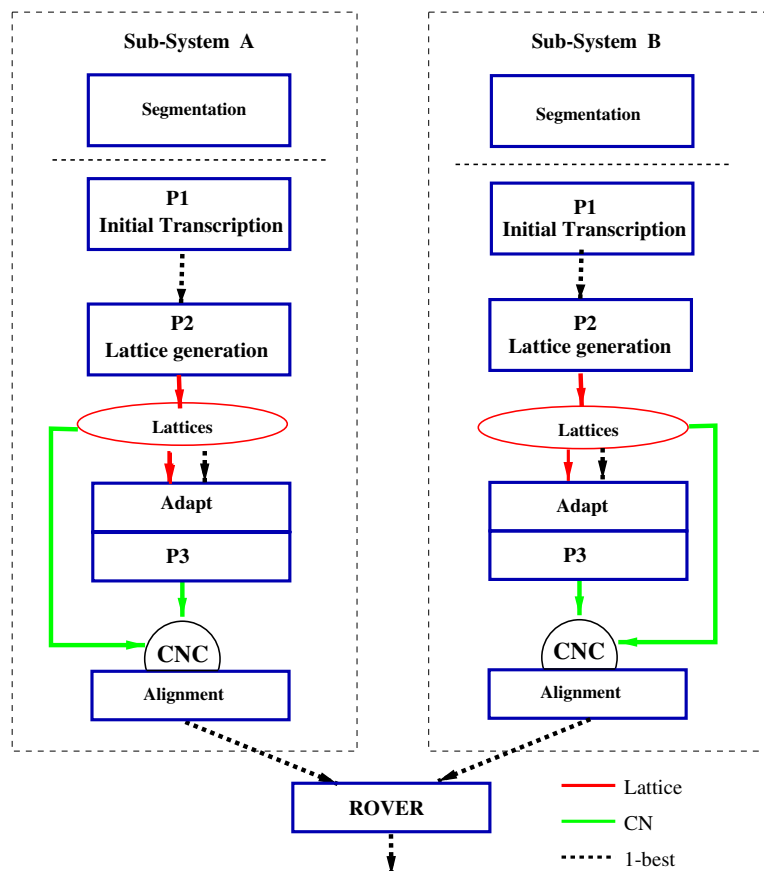 Sub-System A
Segmentation
P1
Initial Transcription
P2
Lattice generation
Lattices
Adapt
P3
CNC
Alignment
Sub-System B
Segmentation
P1
Initial Transcription
P2
Lattice generation
Lattices
Adapt
P3
CNC
Alignment
ROVER
Lattice
CN
1-best